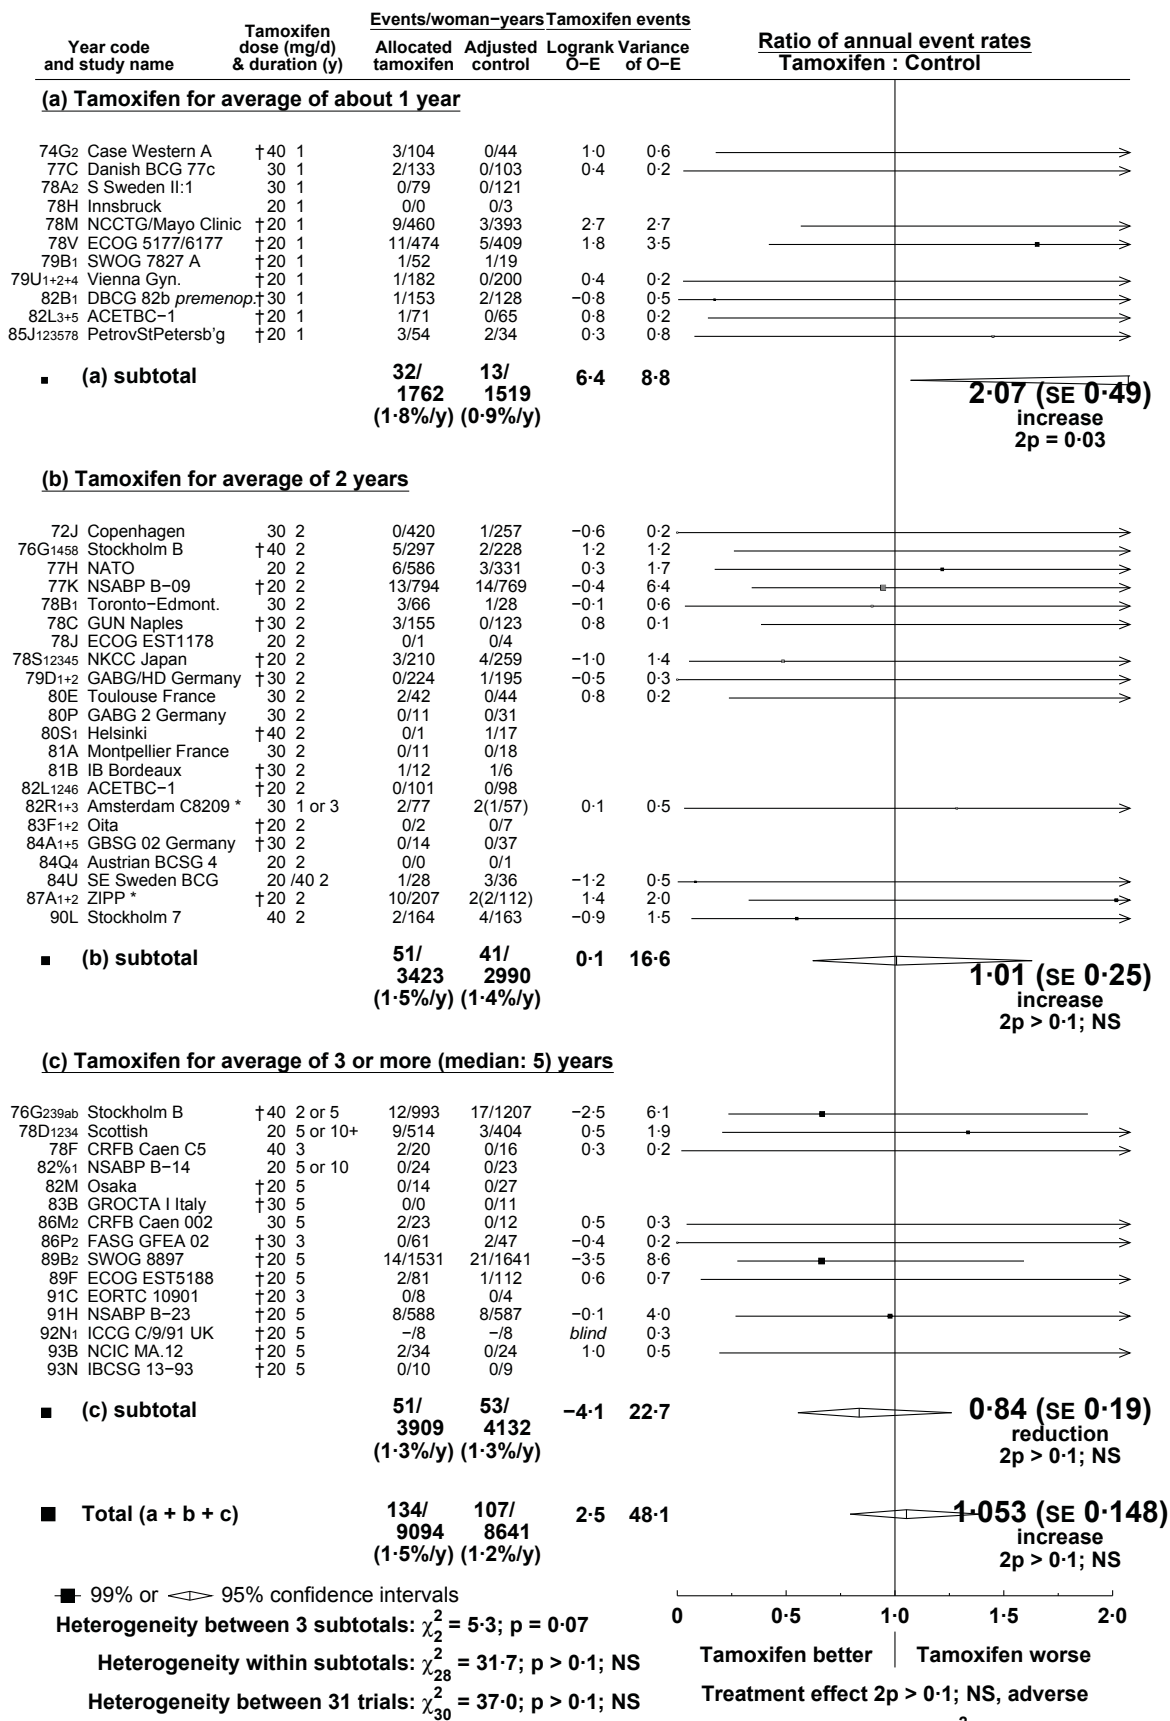 Year code and study name
Tamoxifen dose (mg/d) & duration (y)
Events/woman−years
Allocated tamoxifen
Adjusted control
Tamoxifen events
Logrank O−E
Variance of O−E
Ratio of annual event rates
Tamoxifen : Control
(a) Tamoxifen for average of about 1 year
74G2 Case Western A †40 1 3/104 0/44 1·0 0·6
77C Danish BCG 77c 30 1 2/133 0/103 0·4 0·2
78A2 S Sweden II:1 30 1 0/79 0/121
78H Innsbruck 20 1 0/0 0/3
78M NCCTG/Mayo Clinic †20 1 9/460 3/393 2·7 2·7
78V ECOG 5177/6177 †20 1 11/474 5/409 1·8 3·5
79B1 SWOG 7827 A †20 1 1/52 1/19
79U1+2+4 Vienna Gyn. †20 1 1/182 0/200 0·4 0·2
82B1 DBCG 82b premenop. †30 1 1/153 2/128 −0·8 0·5
82L3+5 ACETBC−1 †20 1 1/71 0/65 0·8 0·2
85J123578 PetrovStPetersb'g †20 1 3/54 2/34 0·3 0·8
(a) subtotal 32/1762 13/1519 6·4 8·8
(1·8%/y) (0·9%/y)
2·07 (SE 0·49)
increase
2p = 0·03
(b) Tamoxifen for average of 2 years
72J Copenhagen 30 2 0/420 1/257 −0·6 0·2
76G1458 Stockholm B †40 2 5/297 2/228 1·2 1·2
77H NATO 20 2 6/586 3/331 0·3 1·7
77K NSABP B−09 †20 2 13/794 14/769 −0·4 6·4
78B1 Toronto−Edmont. 30 2 3/66 1/28 −0·1 0·6
78C GUN Naples †30 2 3/155 0/123 0·8 0·1
78J ECOG EST1178 20 2 0/1 0/4
78S12345 NKCC Japan †20 2 3/210 4/259 −1·0 1·4
79D1+2 GABG/HD Germany †30 2 0/224 1/195 −0·5 0·3
80E Toulouse France 30 2 2/42 0/44 0·8 0·2
80P GABG 2 Germany 30 2 0/11 0/31
80S1 Helsinki †40 2 0/1 1/17
81A Montpellier France 30 2 0/11 0/18
81B IB Bordeaux †30 2 1/12 1/6
82L1246 ACETBC−1 †20 2 0/101 0/98
82R1+3 Amsterdam C8209 * 30 1 or 3 2/77 2(1/57) 0·1 0·5
83F1+2 Oita †20 2 0/2 0/7
84A1+5 GBSG 02 Germany †30 2 0/14 0/37
84Q4 Austrian BCSG 4 20 2 0/0 0/1
84U SE Sweden BCG 20 /40 2 1/28 3/36 −1·2 0·5
87A1+2 ZIPP * †20 2 10/207 2(2/112) 1·4 2·0
90L Stockholm 7 40 2 2/164 4/163 −0·9 1·5
(b) subtotal 51/3423 41/2990 0·1 16·6
(1·5%/y) (1·4%/y)
1·01 (SE 0·25)
increase
2p > 0·1; NS
(c) Tamoxifen for average of 3 or more (median: 5) years
76G239ab Stockholm B †40 2 or 5 12/993 17/1207 −2·5 6·1
78D1234 Scottish 20 5 or 10+ 9/514 3/404 0·5 1·9
78F CRFB Caen C5 40 3 2/20 0/16 0·3 0·2
82%1 NSABP B−14 20 5 or 10 0/24 0/23
82M Osaka †20 5 0/14 0/27
83B GROCTA I Italy †30 5 0/0 0/11
86M2 CRFB Caen 002 30 5 2/23 0/12 0·5 0·3
86P2 FASG GFEA 02 †30 3 0/61 2/47 −0·4 0·2
89B2 SWOG 8897 †20 5 14/1531 21/1641 −3·5 8·6
89F ECOG EST5188 †20 5 2/81 1/112 0·6 0·7
91C EORTC 10901 †20 3 0/8 0/4
91H NSABP B−23 †20 5 8/588 8/587 −0·1 4·0
92N1 ICCG C/9/91 UK †20 5 −/8 −/8 blind 0·3
93B NCIC MA.12 †20 5 2/34 0/24 1·0 0·5
93N IBCSG 13−93 †20 5 0/10 0/9
(c) subtotal 51/3909 53/4132 −4·1 22·7
(1·3%/y) (1·3%/y)
0·84 (SE 0·19)
reduction
2p > 0·1; NS
Total (a + b + c) 134/9094 107/8641 2·5 48·1
(1·5%/y) (1·2%/y)
1·053 (SE 0·148)
increase
2p > 0·1; NS
99% or 95% confidence intervals
Heterogeneity between 3 subtotals: χ²₂ = 5·3; p = 0·07
Heterogeneity within subtotals: χ²₂₈ = 31·7; p > 0·1; NS
Heterogeneity between 31 trials: χ²₃₀ = 37·0; p > 0·1; NS
0 0·5 1·0 1·5 2·0
Tamoxifen better Tamoxifen worse
Treatment effect 2p > 0·1; NS, adverse
2